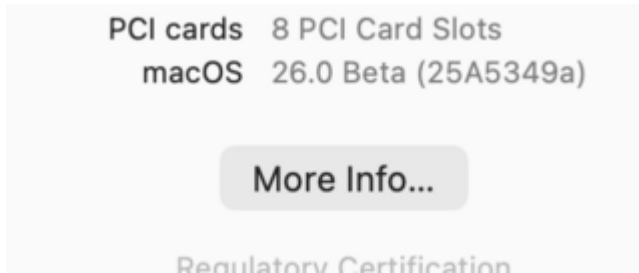 PCI cards 8 PCI Card Slots
macOS 26.0 Beta (25A5349a)
More Info...
Regulatory Certification